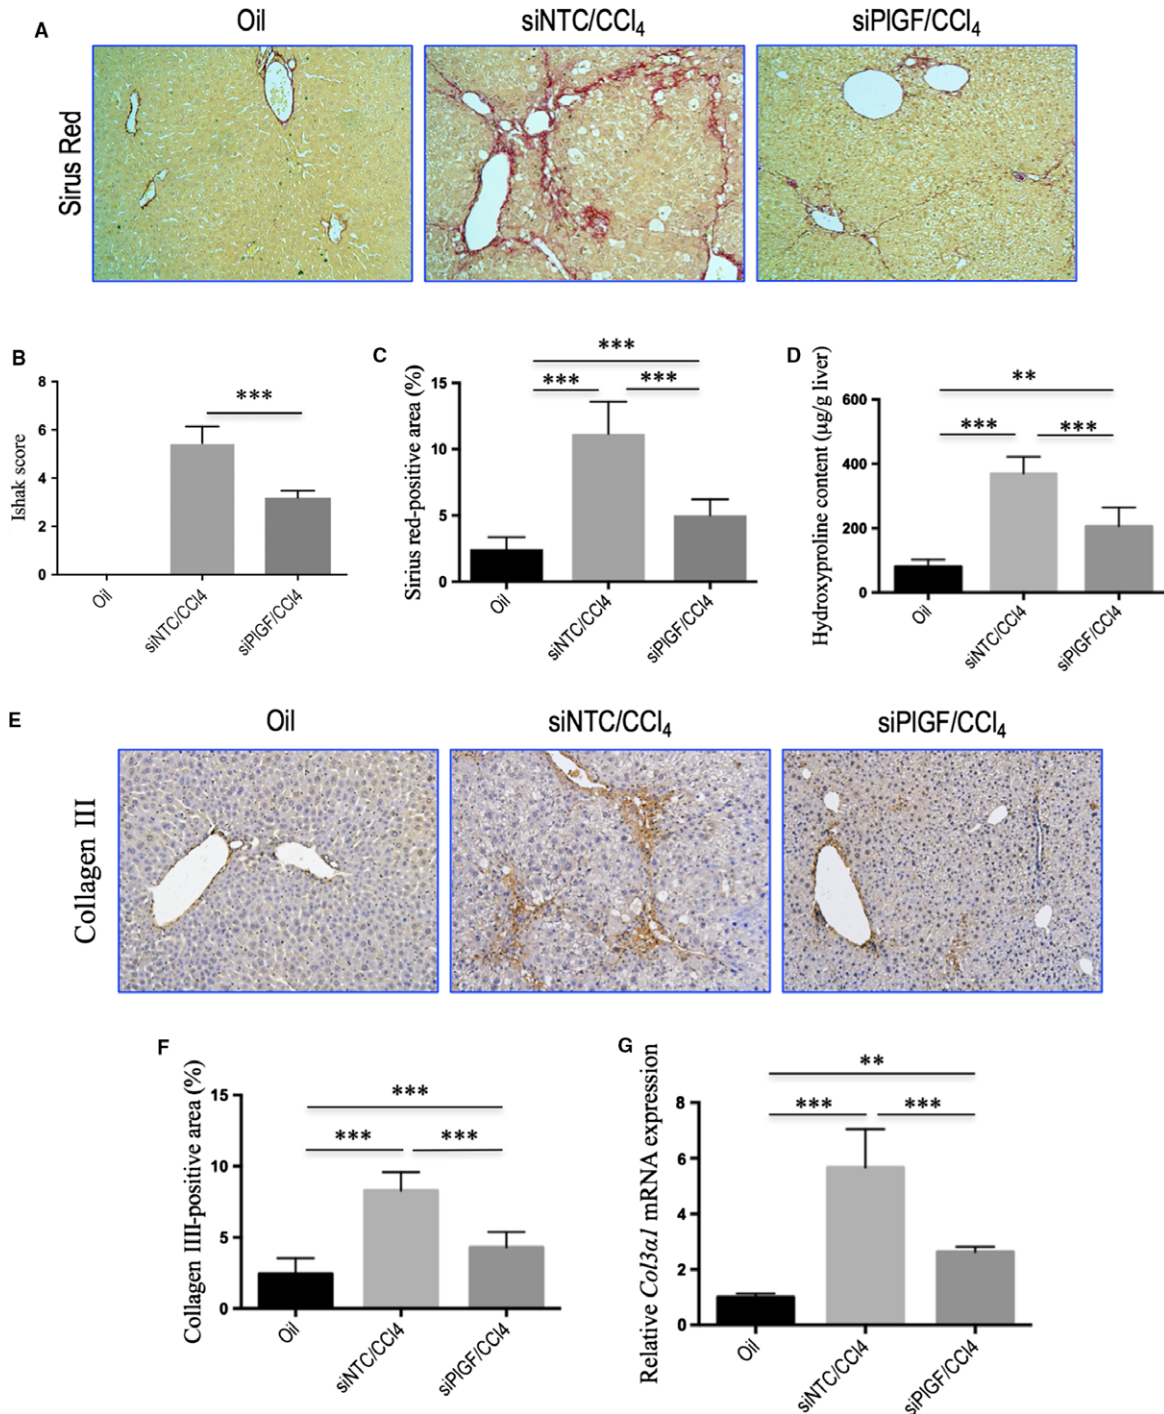 A
Oil
siNTC/CCl₄
siPlGF/CCl₄
Sirus Red
B
Ishak score
8
6
4
2
0
***
Oil
siNTC/CCl4
siPlGF/CCl4
C
Sirius red-positive area (%)
15
10
5
0
***
***
***
Oil
siNTC/CCl4
siPlGF/CCl4
D
Hydroxyproline content (μg/g liver)
600
400
200
0
**
***
***
Oil
siNTC/CCl4
siPlGF/CCl4
E
Oil
siNTC/CCl₄
siPlGF/CCl₄
Collagen III
F
Collagen IIII-positive area (%)
15
10
5
0
***
***
***
Oil
siNTC/CCl4
siPlGF/CCl4
G
Relative Col3α1 mRNA expression
8
6
4
2
0
**
***
***
Oil
siNTC/CCl4
siPlGF/CCl4